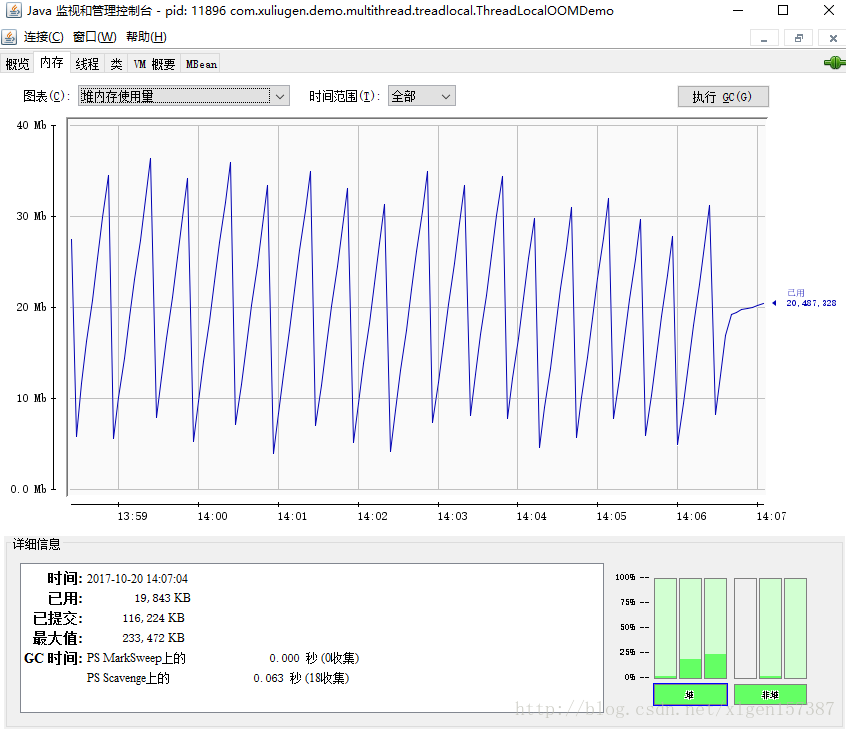 Java 监视和管理控制台 - pid: 11896 com.xuliugen.demo.multithread.treadlocal.ThreadLocalOOMDemo
连接(C) 窗口(W) 帮助(H)
概览 内存 线程 类 VM 概要 MBean
图表(C): 堆内存使用量 时间范围(T): 全部 执行 GC(G)
40 Mb
30 Mb
已用
20,487,328
20 Mb
10 Mb
0.0 Mb
13:59 14:00 14:01 14:02 14:03 14:04 14:05 14:06 14:07
详细信息
时间: 2017-10-20 14:07:04
已用: 19,843 KB
已提交: 116,224 KB
最大值: 233,472 KB
GC 时间: PS MarkSweep上的 0.000 秒 (0收集)
PS Scavenge上的 0.063 秒 (18收集)
100% --
75% --
50% --
25% --
0% --
堆 非堆
http://blog.csdn.net/xlgen157387